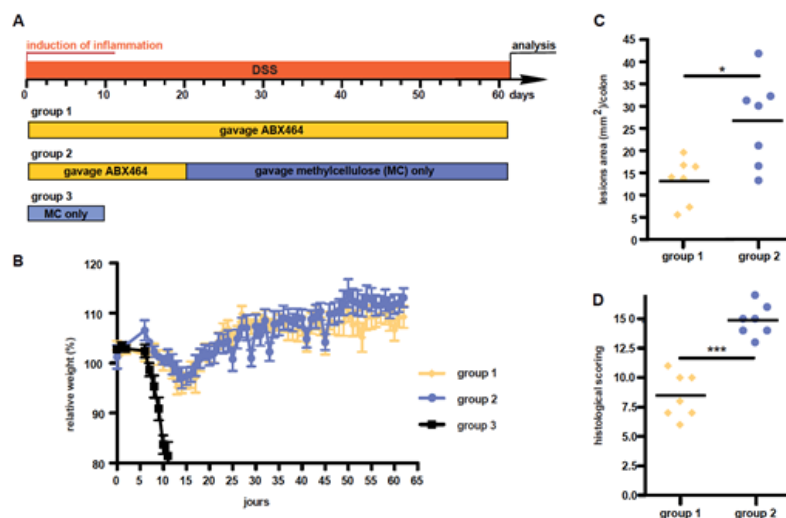 A
induction of inflammation
analysis
DSS
0 10 20 30 40 50 60 days
group 1
gavage ABX464
group 2
gavage ABX464 gavage methylcellulose (MC) only
group 3
MC only
B
120
110
100
90
80
relative weight (%)
0 5 10 15 20 25 30 35 40 45 50 55 60 65
jours
group 1
group 2
group 3
C
45
40
35
30
25
20
15
10
5
0
lesions area (mm2)/colon
*
group 1 group 2
D
15.0
12.5
10.0
7.5
5.0
2.5
0.0
histological scoring
***
group 1 group 2